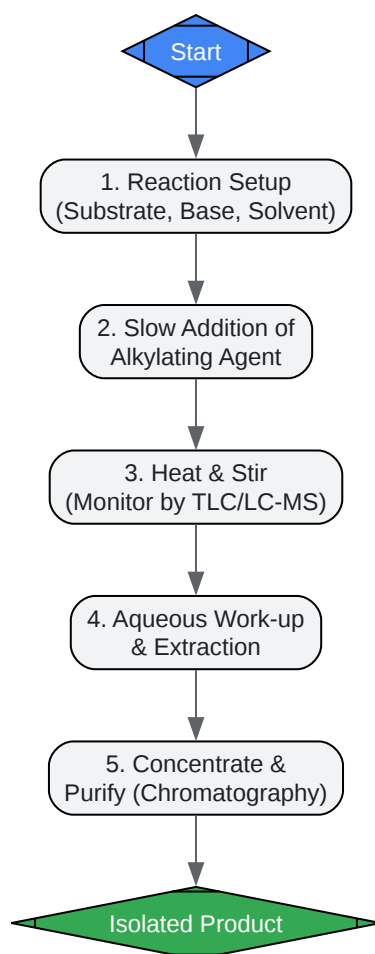 Start
1. Reaction Setup
(Substrate, Base, Solvent)
2. Slow Addition of
Alkylating Agent
3. Heat & Stir
(Monitor by TLC/LC-MS)
4. Aqueous Work-up
& Extraction
5. Concentrate &
Purify (Chromatography)
Isolated Product